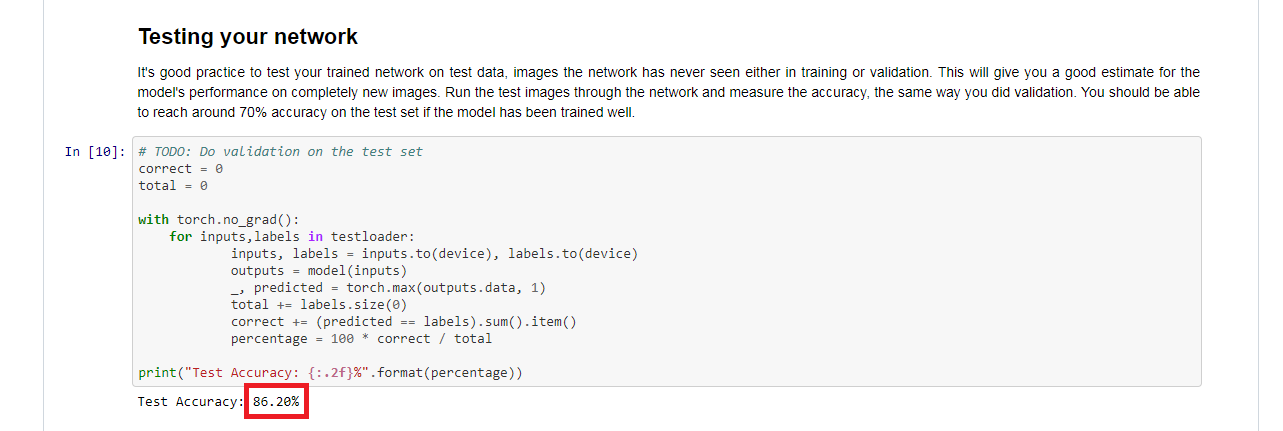 Testing your network
It's good practice to test your trained network on test data, images the network has never seen either in training or validation. This will give you a good estimate for the
model's performance on completely new images. Run the test images through the network and measure the accuracy, the same way you did validation. You should be able
to reach around 70% accuracy on the test set if the model has been trained well.
In [10]: # TODO: Do validation on the test set
correct = 0
total = 0
with torch.no_grad():
for inputs,labels in testloader:
inputs, labels = inputs.to(device), labels.to(device)
outputs = model(inputs)
_, predicted = torch.max(outputs.data, 1)
total += labels.size(0)
correct += (predicted == labels).sum().item()
percentage = 100 * correct / total
print("Test Accuracy: {:.2f}%".format(percentage))
Test Accuracy: 86.20%